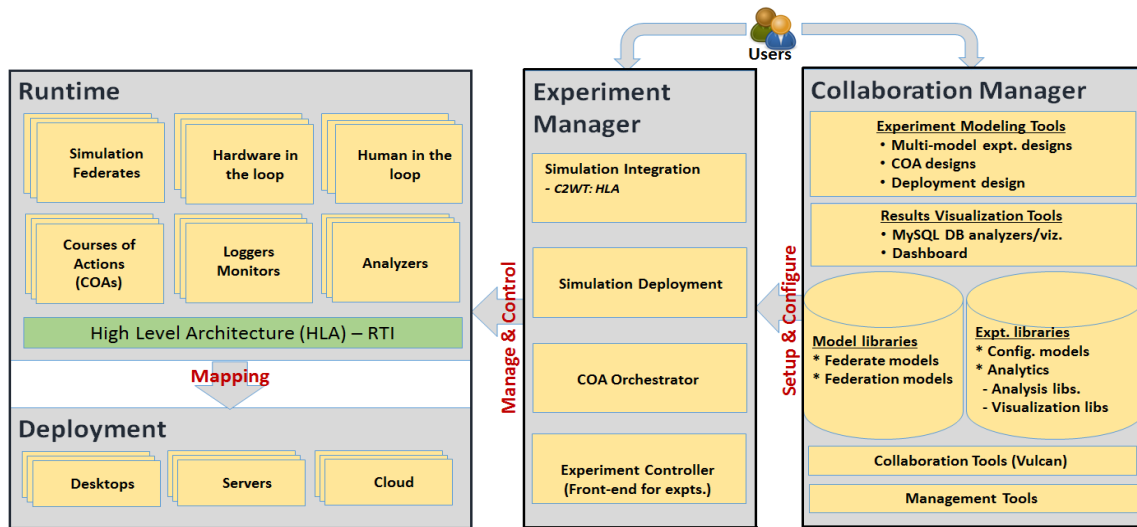 Users
Runtime
Simulation
Federates
Hardware in
the loop
Human in
the loop
Courses of
Actions
(COAs)
Loggers
Monitors
Analyzers
High Level Architecture (HLA) – RTI
Mapping
Deployment
Desktops
Servers
Cloud
Manage & Control
Experiment
Manager
Simulation Integration
- C2WT: HLA
Simulation Deployment
COA Orchestrator
Experiment Controller
(Front-end for expts.)
Setup & Configure
Collaboration Manager
Experiment Modeling Tools
• Multi-model expt. designs
• COA designs
• Deployment design
Results Visualization Tools
• MySQL DB analyzers/viz.
• Dashboard
Model libraries
* Federate models
* Federation models
Expt. libraries
* Config. models
* Analytics
- Analysis libs.
- Visualization libs
Collaboration Tools (Vulcan)
Management Tools